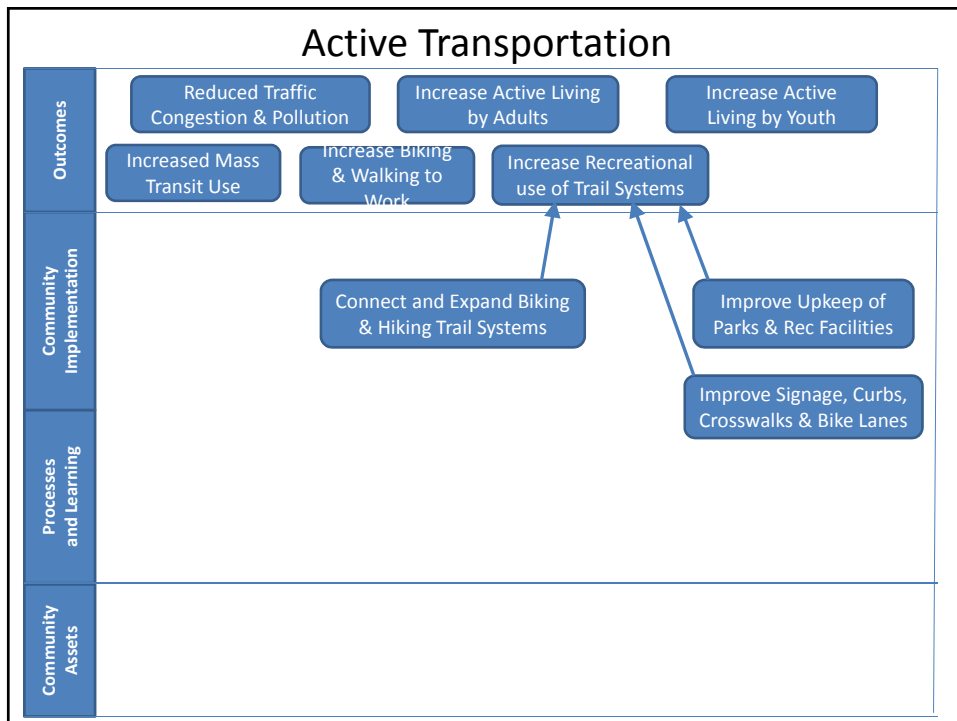 Active Transportation
Outcomes
Reduced Traffic
Congestion & Pollution
Increase Active Living
by Adults
Increase Active
Living by Youth
Increased Mass
Transit Use
Increase Biking
& Walking to
Work
Increase Recreational
use of Trail Systems
Community
Implementation
Connect and Expand Biking
& Hiking Trail Systems
Improve Upkeep of
Parks & Rec Facilities
Improve Signage, Curbs,
Crosswalks & Bike Lanes
Processes
and Learning
Community
Assets